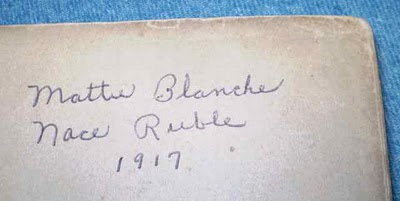 Mattie Blanche
Nace Ruble
1917